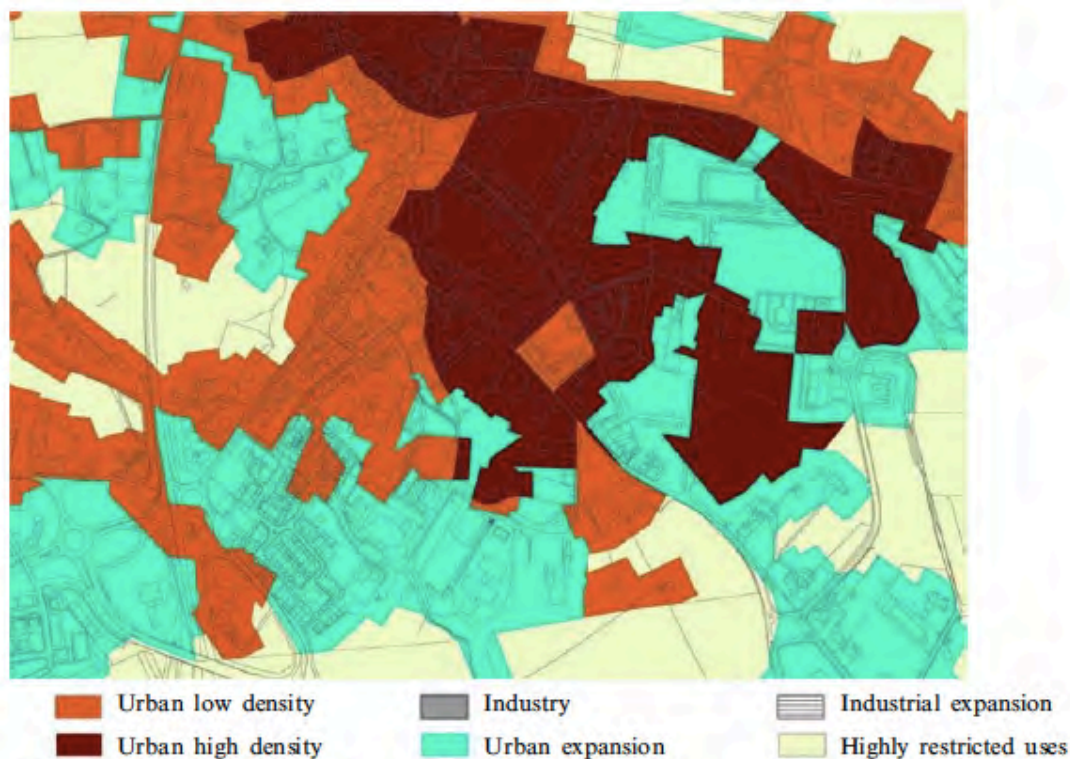 Urban low density
Industry
Industrial expansion
Urban high density
Urban expansion
Highly restricted uses